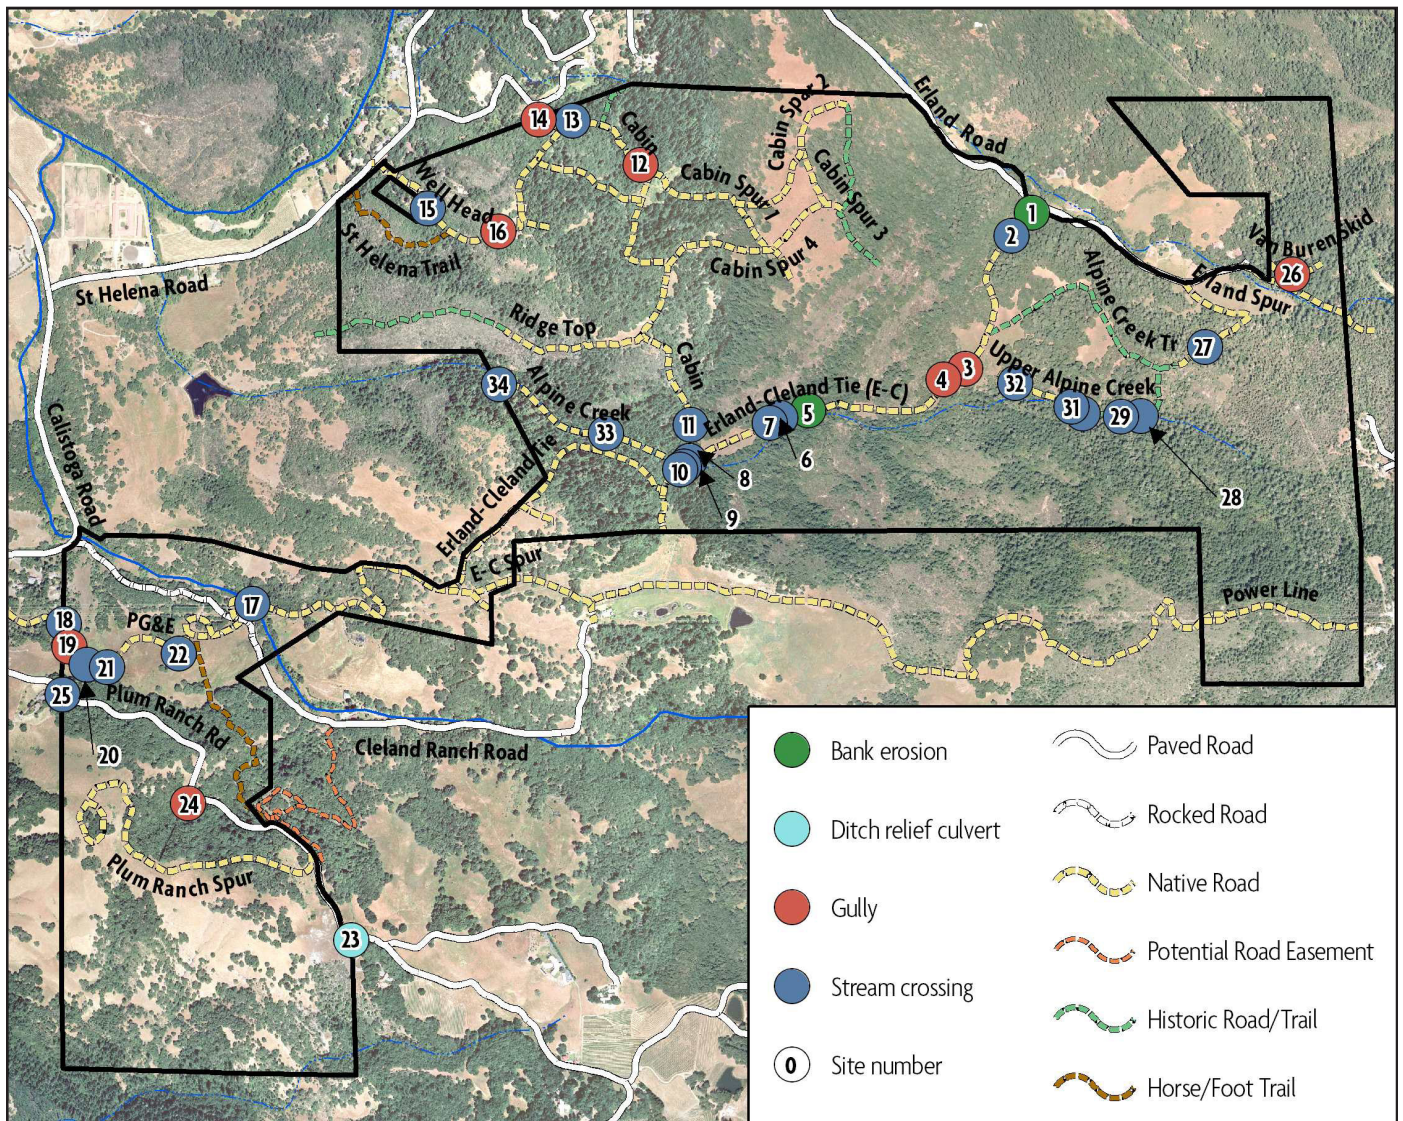 Erland Road
Cabin Spur 2
14
13
Cabin
12
Cabin Spur 1
Cabin Spur 3
Well Head
15
16
St Helena Trail
Cabin Spur 4
1
2
Van Buren Skid
26
Erland Spur
Alpine Creek Tr
27
St Helena Road
Ridge Top
Cabin
Upper Alpine Creek
3
4
32
31
29
28
34
Alpine Creek
33
11
Erland-Cleland Tie (E-C)
5
7
6
10
8
9
Erland-Cleland Tie
Calistoga Road
E-C Spur
Power Line
17
18
19
PG&E
22
21
20
25
Plum Ranch Rd
Cleland Ranch Road
24
Plum Ranch Spur
23
Bank erosion
Ditch relief culvert
Gully
Stream crossing
0
Site number
Paved Road
Rocked Road
Native Road
Potential Road Easement
Historic Road/Trail
Horse/Foot Trail